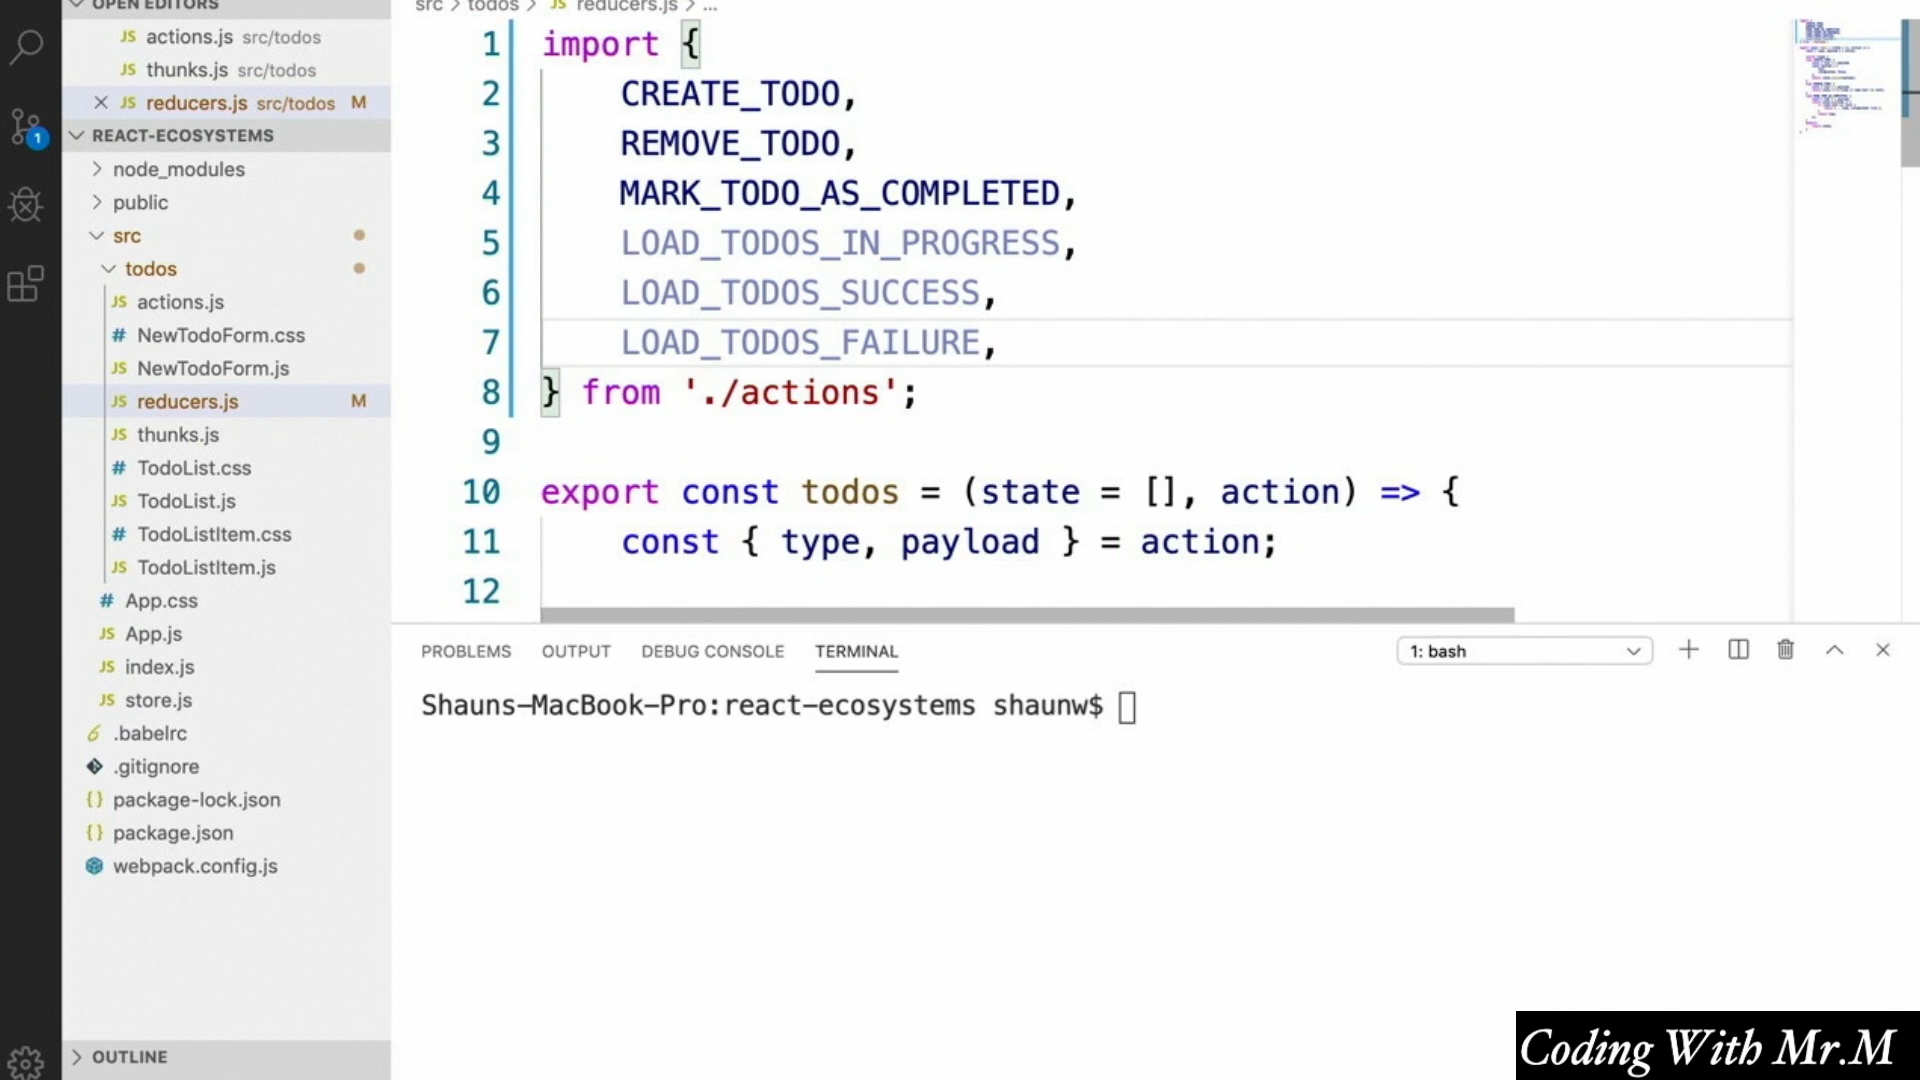 OPEN EDITORS
JS actions.js src/todos
JS thunks.js src/todos
JS reducers.js src/todos M
1
REACT-ECOSYSTEMS
node_modules
public
src
todos
JS actions.js
# NewTodoForm.css
JS NewTodoForm.js
JS reducers.js M
JS thunks.js
# TodoList.css
JS TodoList.js
# TodoListItem.css
JS TodoListItem.js
# App.css
JS App.js
JS index.js
JS store.js
.babelrc
.gitignore
{} package-lock.json
{} package.json
webpack.config.js
OUTLINE
src > todos > JS reducers.js > ...
1 import {
2 CREATE_TODO,
3 REMOVE_TODO,
4 MARK_TODO_AS_COMPLETED,
5 LOAD_TODOS_IN_PROGRESS,
6 LOAD_TODOS_SUCCESS,
7 LOAD_TODOS_FAILURE,
8 } from './actions';
9
10 export const todos = (state = [], action) => {
11 const { type, payload } = action;
12
PROBLEMS OUTPUT DEBUG CONSOLE TERMINAL 1: bash
Shauns-MacBook-Pro:react-ecosystems shaunw$
Coding With Mr.M